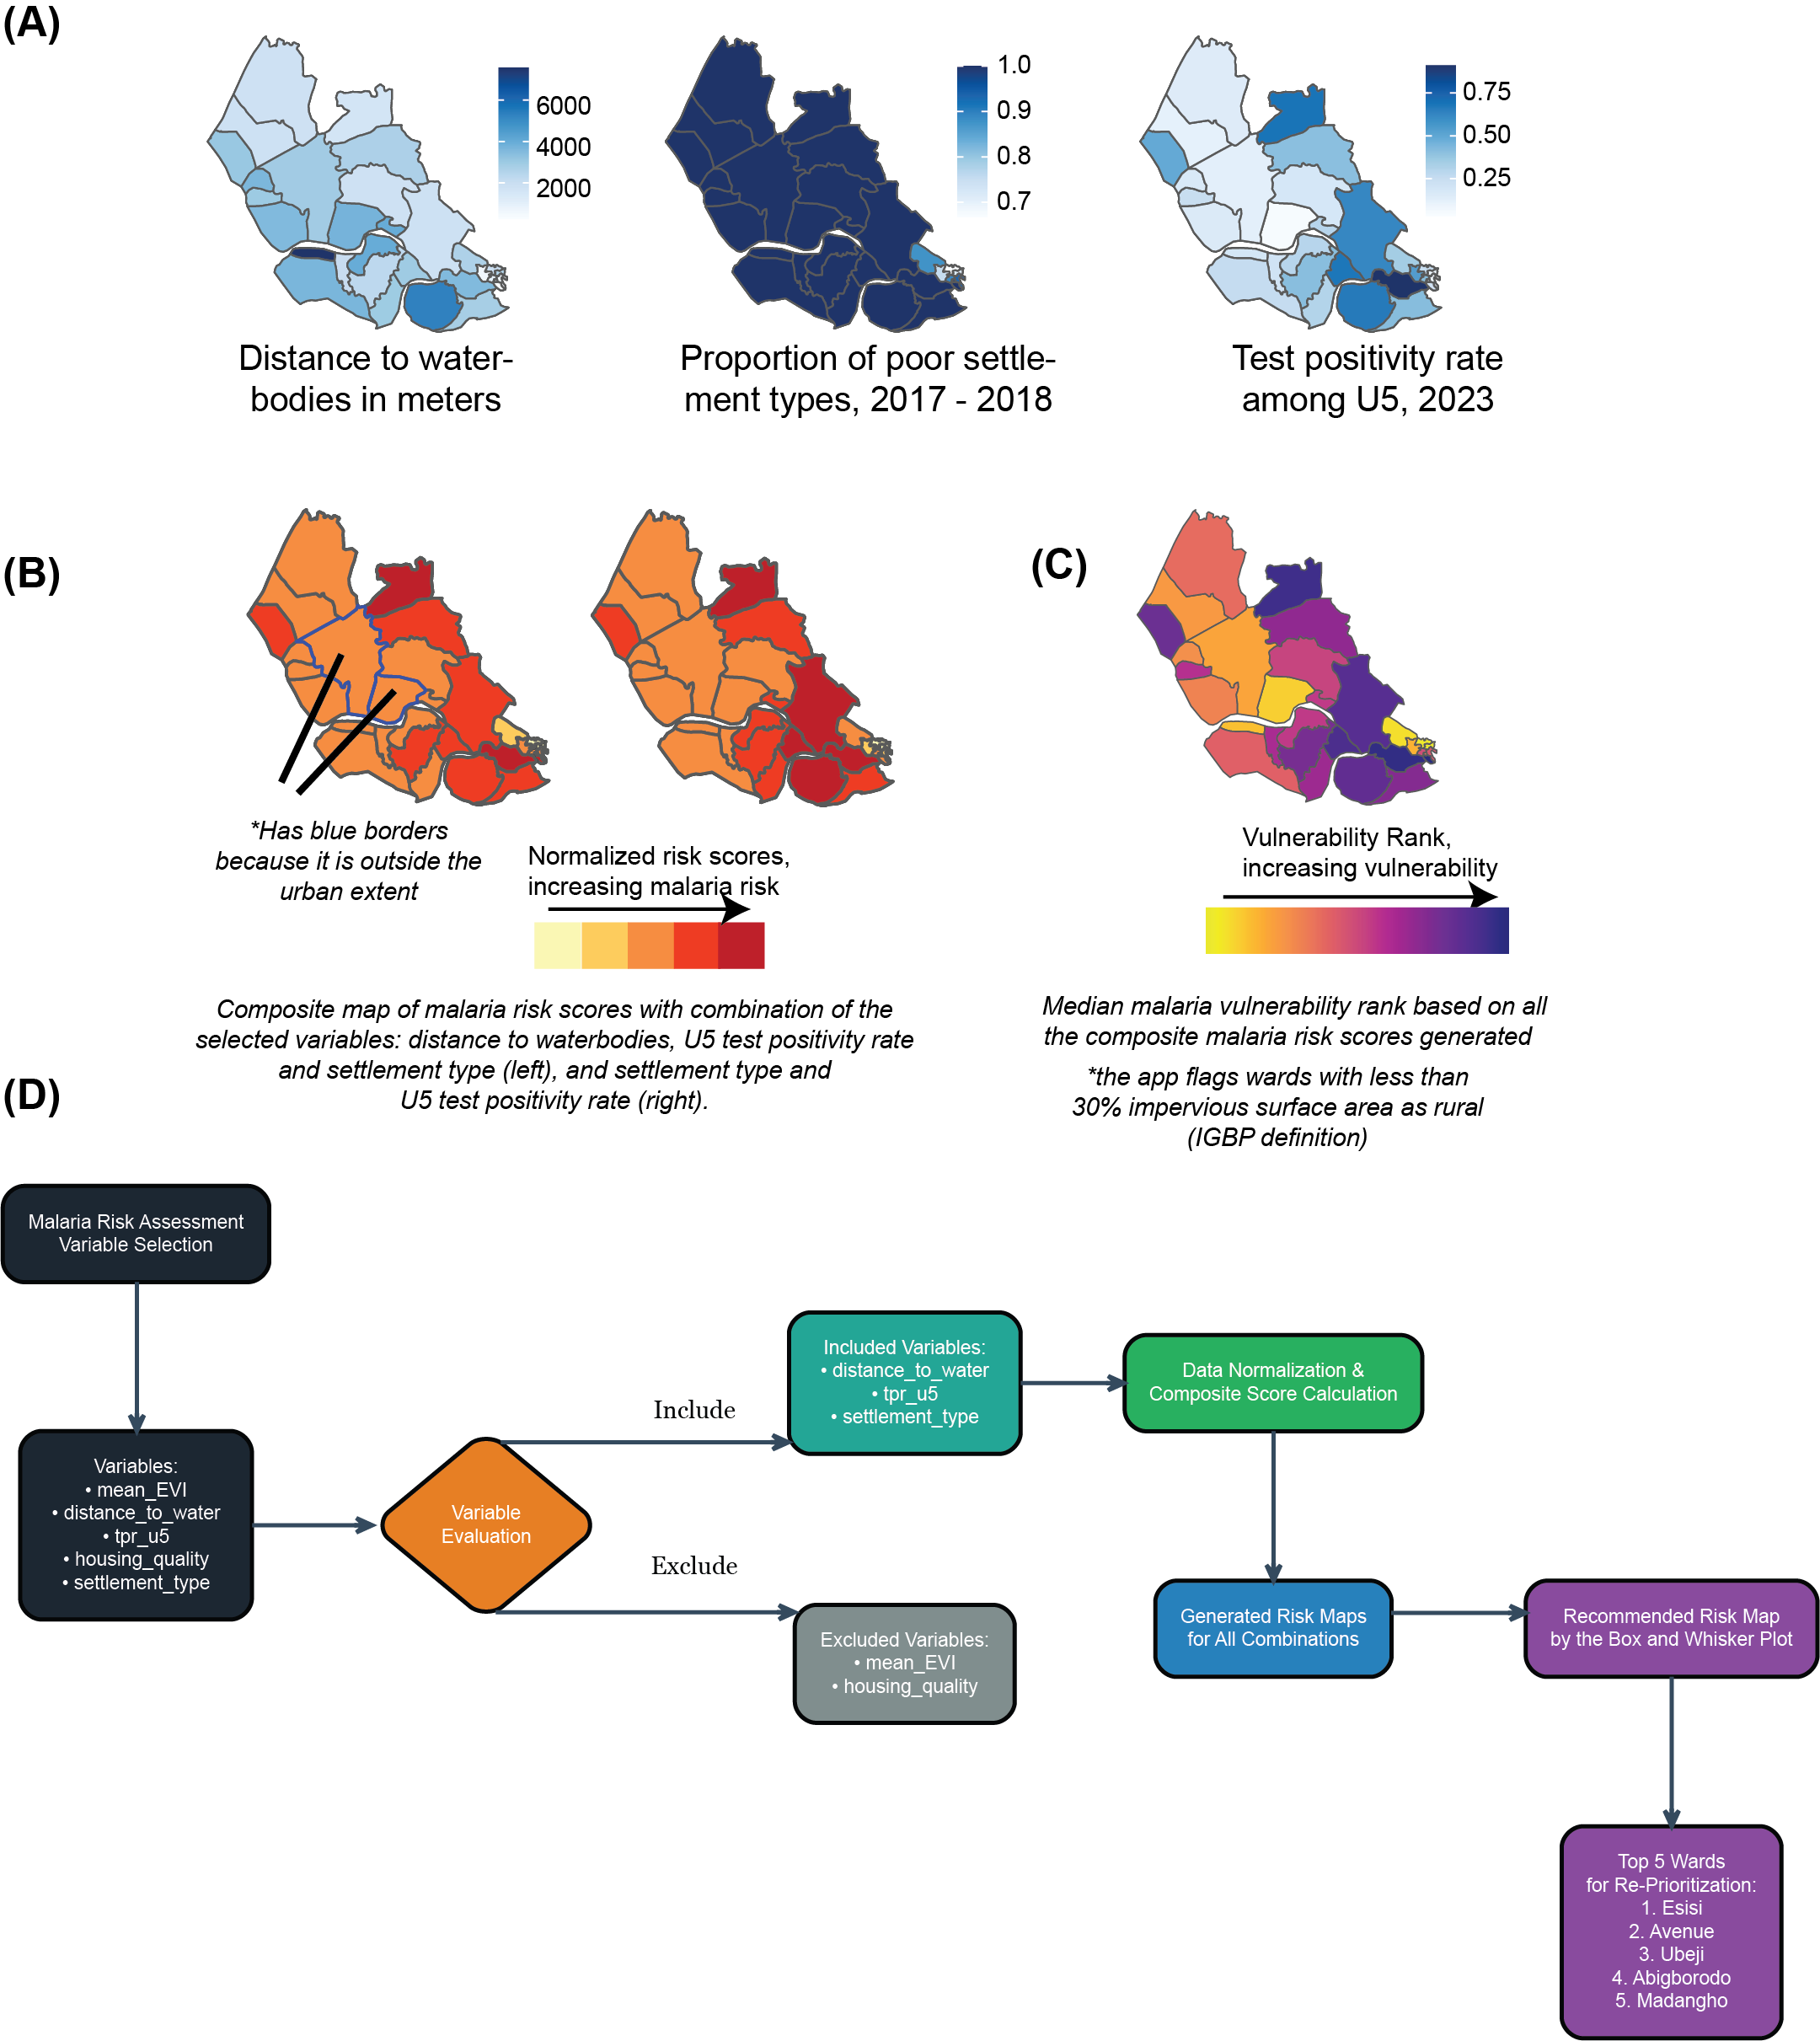 (A)
6000
4000
2000
1.0
0.9
0.8
0.7
0.75
0.50
0.25
Distance to water-
bodies in meters
Proportion of poor settle-
ment types, 2017 - 2018
Test positivity rate
among U5, 2023
(B)
*Has blue borders
because it is outside the
urban extent
Normalized risk scores,
increasing malaria risk
Composite map of malaria risk scores with combination of the
selected variables: distance to waterbodies, U5 test positivity rate
and settlement type (left), and settlement type and
U5 test positivity rate (right).
(C)
Vulnerability Rank,
increasing vulnerability
Median malaria vulnerability rank based on all
the composite malaria risk scores generated
*the app flags wards with less than
30% impervious surface area as rural
(IGBP definition)
(D)
Malaria Risk Assessment
Variable Selection
Variables:
• mean_EVI
• distance_to_water
• tpr_u5
• housing_quality
• settlement_type
Variable
Evaluation
Include
Exclude
Included Variables:
• distance_to_water
• tpr_u5
• settlement_type
Excluded Variables:
• mean_EVI
• housing_quality
Data Normalization &
Composite Score Calculation
Generated Risk Maps
for All Combinations
Recommended Risk Map
by the Box and Whisker Plot
Top 5 Wards
for Re-Prioritization:
1. Esisi
2. Avenue
3. Ubeji
4. Abigborodo
5. Madangho